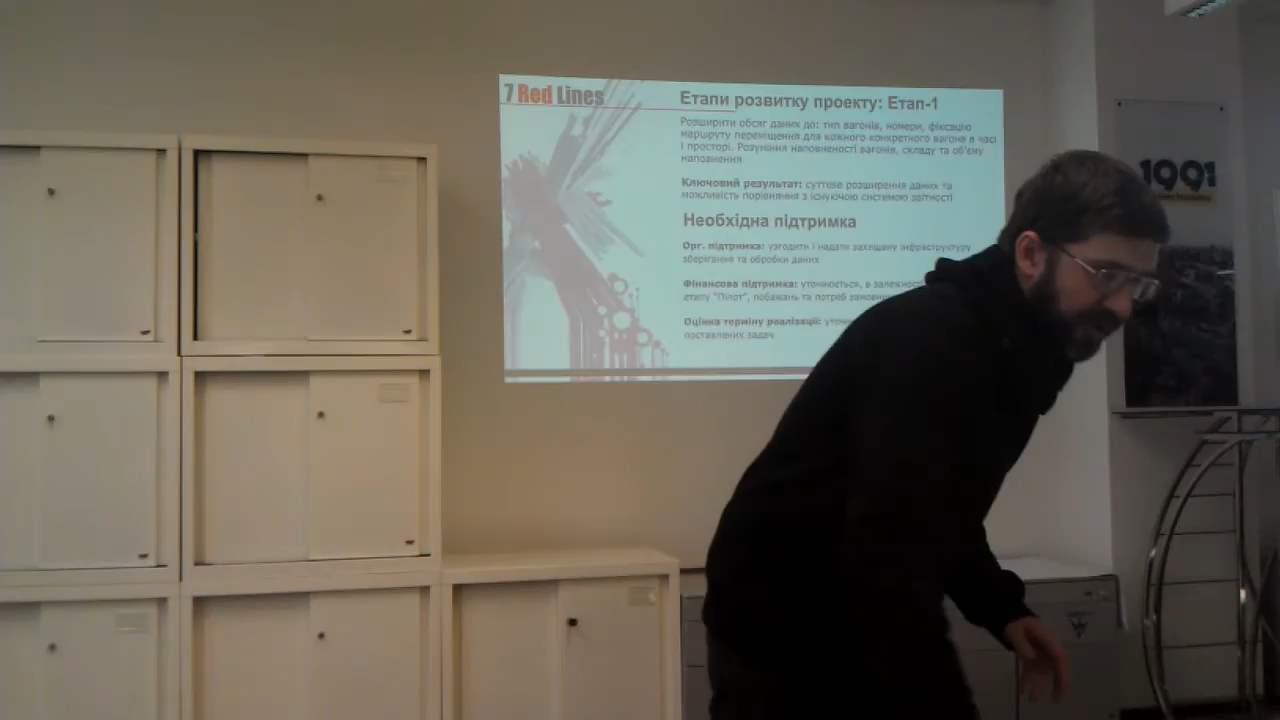 7 Red Lines
Етапи розвитку проекту: Етап-1
Розширити обсяг даних до: тип вагонів, номери, фіксацію
маршруту переміщення для кожного конкретного вагона в часі
і просторі. Розуміння наповненості вагонів, складу та об'єму
наповнення
Ключовий результат: суттєве розширення даних та
можливість порівняння з існуючою системою звітності
Необхідна підтримка
Орг. підтримка: узгодити і надати захищену інфраструктуру
зберігання та обробки даних
Фінансова підтримка: уточнюється, в
етапу "Пілот", побажань та потреб
Оцінка терміну реалізації:
поставлених задач
1991